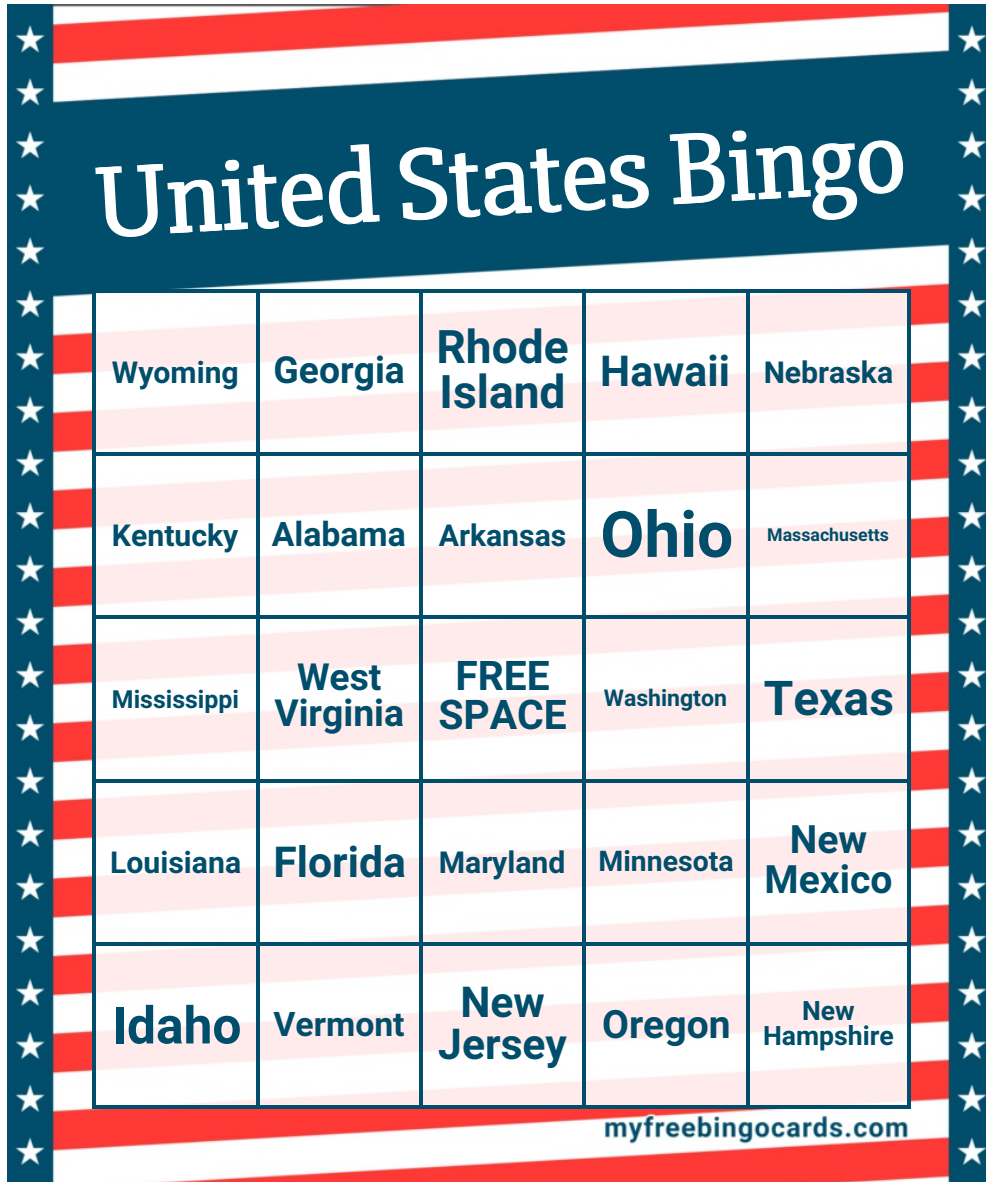 United States Bingo
Wyoming
Georgia
Rhode
Island
Hawaii
Nebraska
Kentucky
Alabama
Arkansas
Ohio
Massachusetts
Mississippi
West
Virginia
FREE
SPACE
Washington
Texas
Louisiana
Florida
Maryland
Minnesota
New
Mexico
Idaho
Vermont
New
Jersey
Oregon
New
Hampshire
myfreebingocards.com